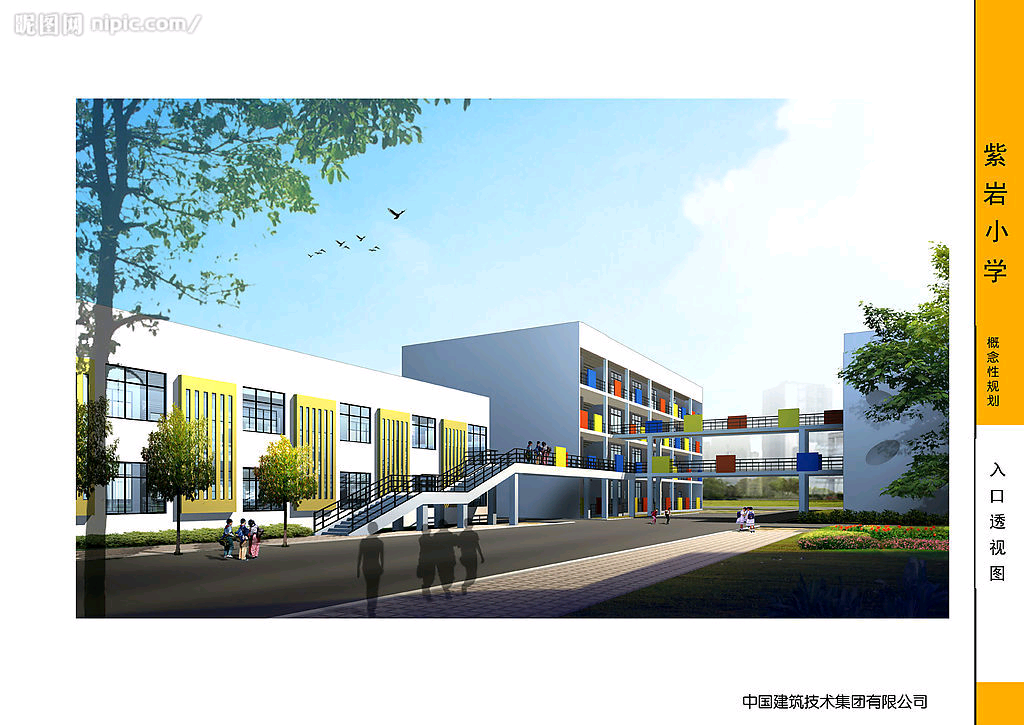 昵图网 nipic.com/
紫岩小学
概念性规划
入口透视图
中国建筑技术集团有限公司